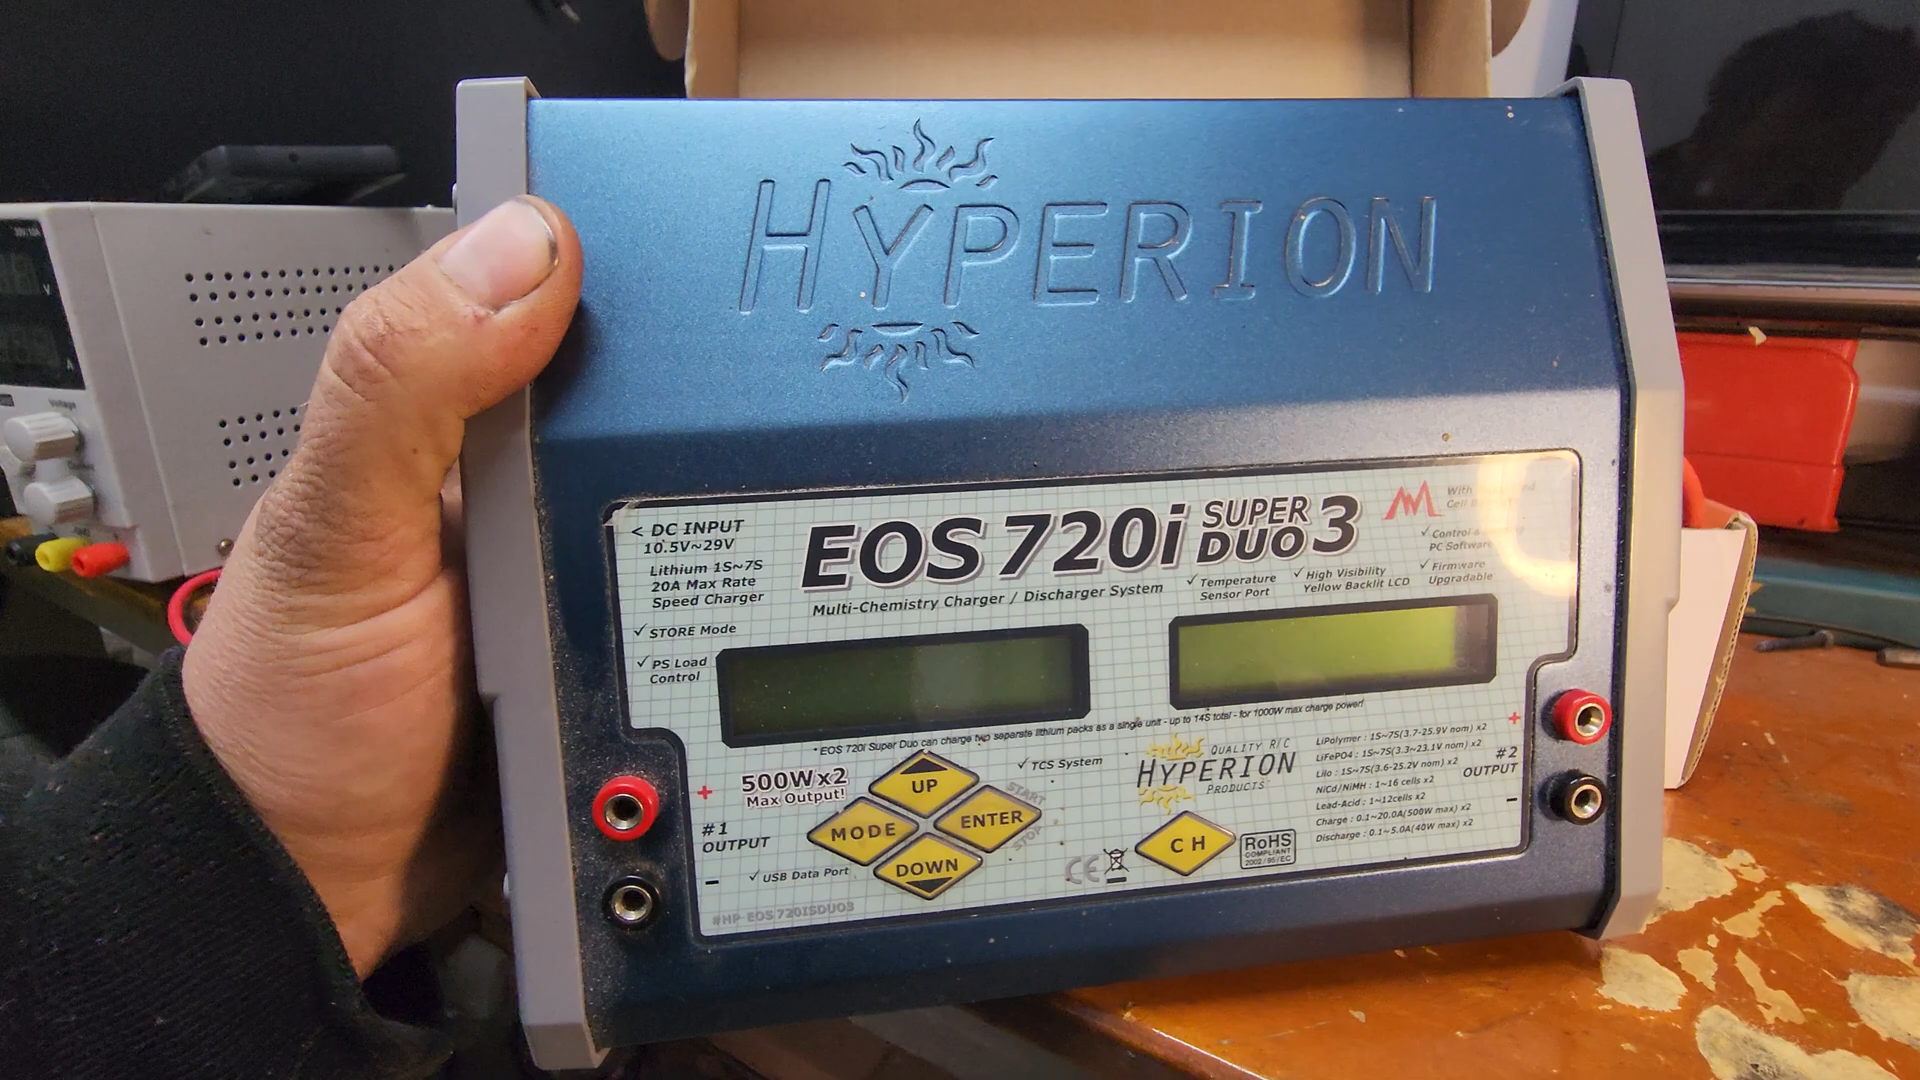 HYPERION
< DC INPUT
10.5V~29V
Lithium 1S~7S
20A Max Rate
Speed Charger
✓ STORE Mode
✓ PS Load
Control
EOS 720i SUPER DUO 3
Multi-Chemistry Charger / Discharger System
✓ Temperature
Sensor Port
✓ High Visibility
Yellow Backlit LCD
With
Cell
✓ Control
PC Software
✓ Firmware
Upgradable
* EOS 720i Super Duo can charge two separate lithium packs as a single unit - up to 14S total - for 1000W max charge power!
500W x2
Max Output!
+
#1
OUTPUT
-
✓ USB Data Port
#HP-EOS720ISDUO3
UP
MODE
ENTER
DOWN
START
STOP
✓ TCS System
QUALITY R/C
HYPERION
PRODUCTS
CH
CE
RoHS
COMPLIANT
2002/95/EC
LiPolymer : 1S~7S(3.7-25.9V nom) x2
LiFePO4 : 1S~7S(3.3~23.1V nom) x2
LiIo : 1S~7S(3.6-25.2V nom) x2
NiCd/NiMH : 1~16 cells x2
Lead-Acid : 1~12cells x2
Charge : 0.1~20.0A(500W max) x2
Discharge : 0.1~5.0A(40W max) x2
+
#2
OUTPUT
-
30V/10A
V
A
Voltage